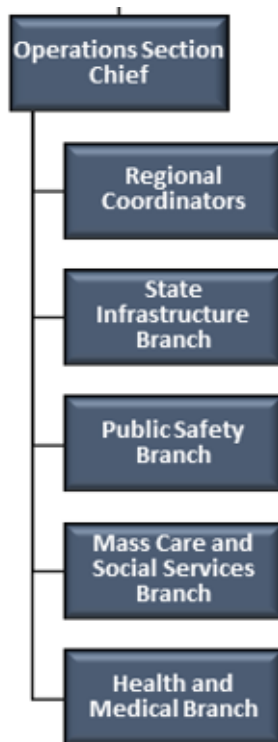 Operations Section
Chief
Regional
Coordinators
State
Infrastructure
Branch
Public Safety
Branch
Mass Care and
Social Services
Branch
Health and
Medical Branch